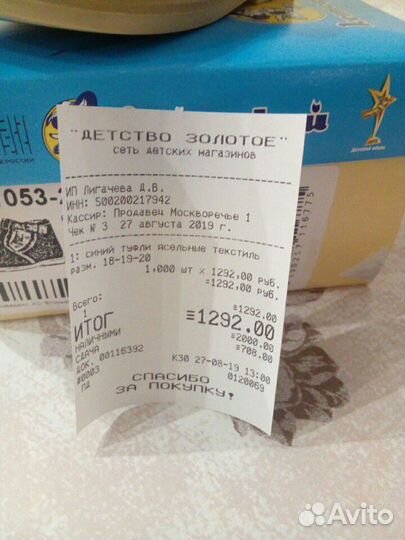 "ДЕТСТВО ЗОЛОТОЕ"
сеть детских магазинов
ИП Лигачева Д.В.
ИНН: 500200217942
Кассир: Продавец Москворечье 1
Чек № 3 27 августа 2019 г.
1: синий туфли ясельные текстиль
разм. 18-19-20
1,000 шт X 1292,00 руб.
=1292,00 руб.
Всего: ≡1292.00
1
ИТОГ ≡1292.00
НАЛИЧНЫМИ ≡2000.00
СДАЧА ≡708.00
ДОК. 00116392 К30 27-08-19 13:00
#0003 0120069
ПД
СПАСИБО
ЗА ПОКУПКУ!
053-
Avito